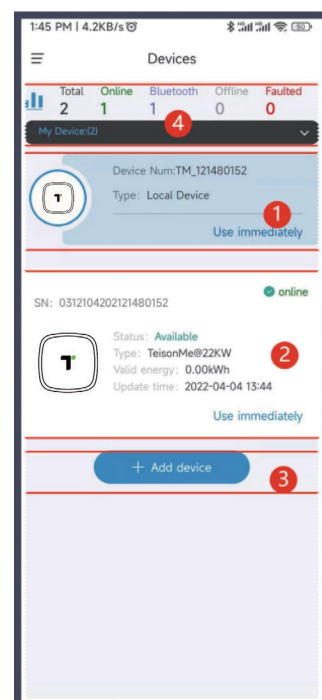 1:45 PM | 4.2KB/s
Devices
Total Online Bluetooth Offline Faulted
2 1 1 0 0
4
My Device:(2)
Device Num:TM_121480152
T
Type: Local Device
1
Use immediately
online
SN: 0312104202121480152
Status: Available
T
Type: TeisonMe@22KW
2
Valid energy: 0.00kWh
Update time: 2022-04-04 13:44
Use immediately
+ Add device
3